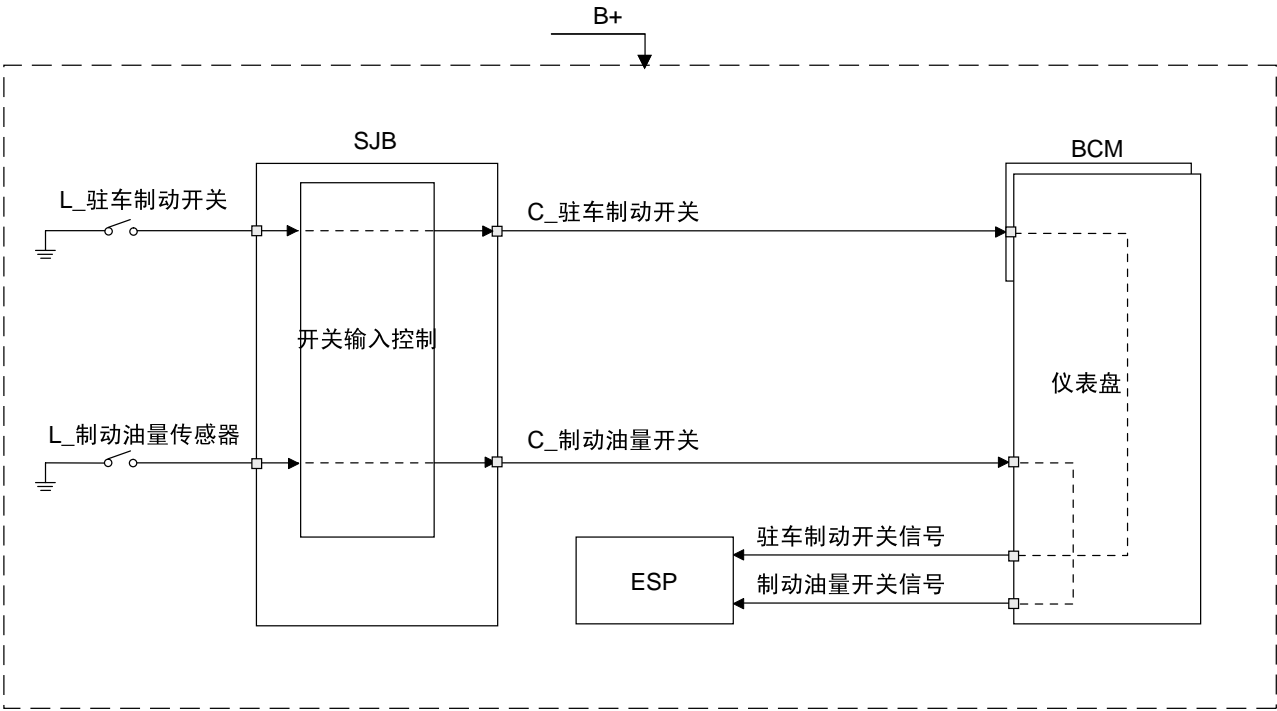 B+
SJB
BCM
L_驻车制动开关
C_驻车制动开关
开关输入控制
仪表盘
L_制动油量传感器
C_制动油量开关
驻车制动开关信号
ESP
制动油量开关信号